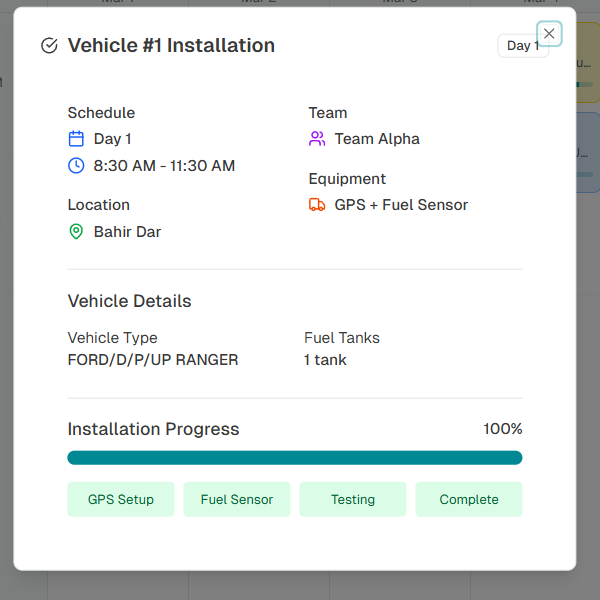 Vehicle #1 Installation
Day 1
Schedule
Day 1
8:30 AM - 11:30 AM
Location
Bahir Dar
Team
Team Alpha
Equipment
GPS + Fuel Sensor
Vehicle Details
Vehicle Type
FORD/D/P/UP RANGER
Fuel Tanks
1 tank
Installation Progress
100%
GPS Setup
Fuel Sensor
Testing
Complete